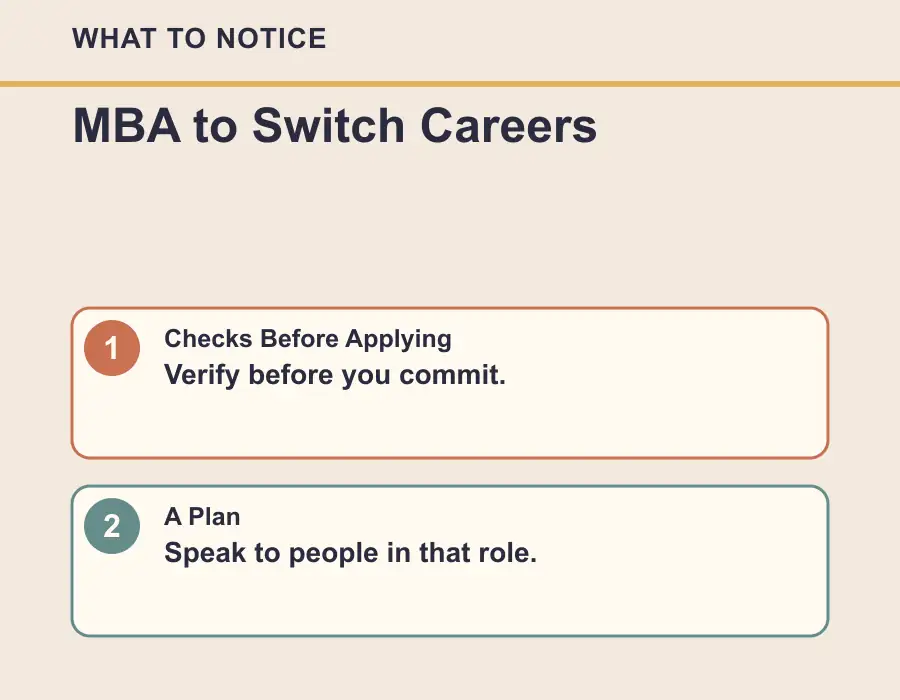 WHAT TO NOTICE
MBA to Switch Careers
1
Checks Before Applying
Verify before you commit.
2
A Plan
Speak to people in that role.